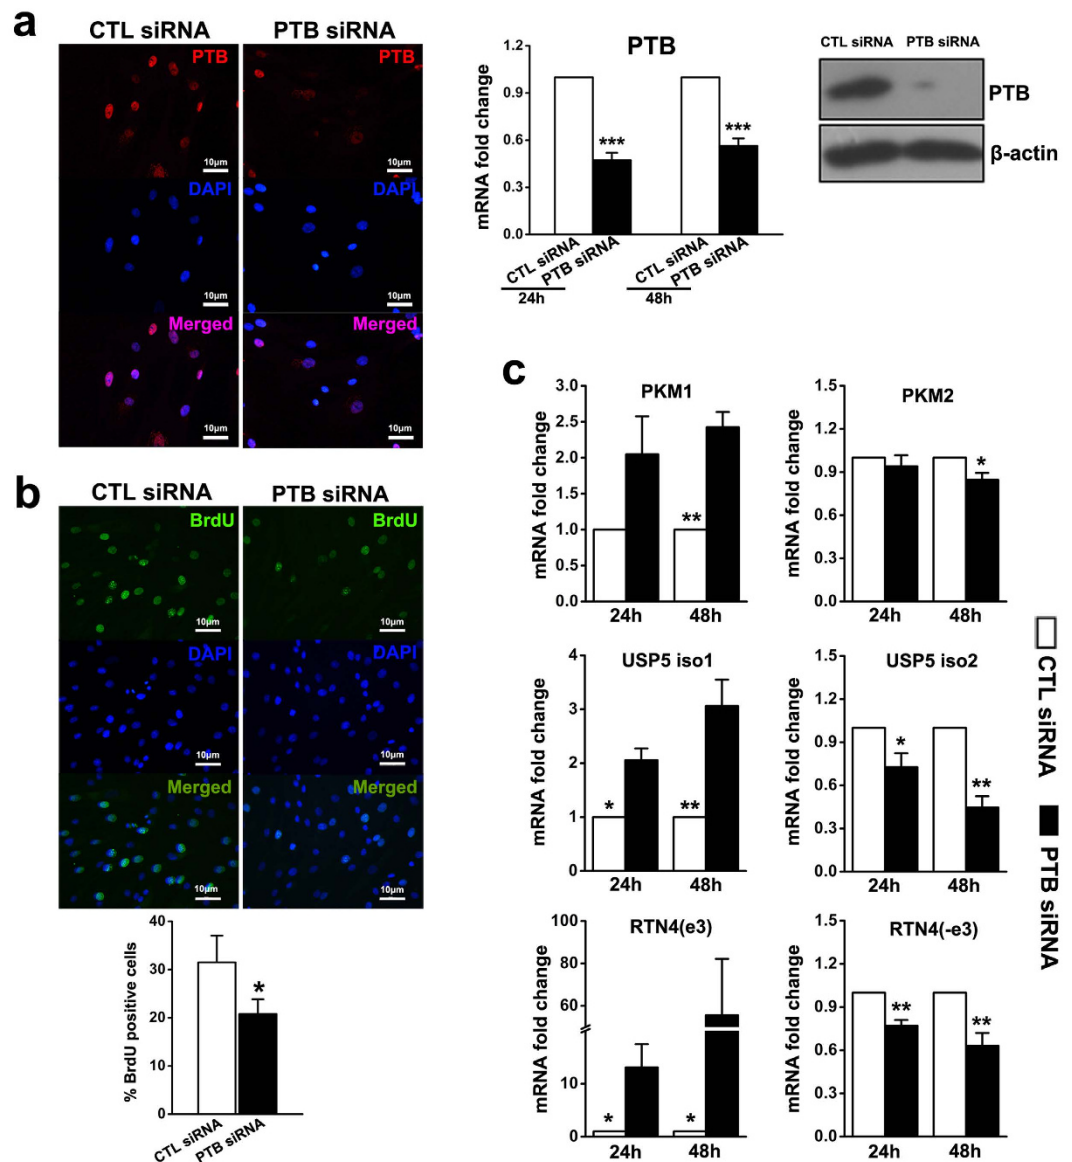 a
CTL siRNA PTB siRNA
PTB PTB
10μm 10μm
DAPI DAPI
10μm 10μm
Merged Merged
10μm 10μm
PTB
mRNA fold change
1.2
0.9
0.6
0.3
0.0
*** ***
CTL siRNA PTB siRNA CTL siRNA PTB siRNA
24h 48h
CTL siRNA PTB siRNA
PTB
β-actin
b
CTL siRNA PTB siRNA
BrdU BrdU
10μm 10μm
DAPI DAPI
10μm 10μm
Merged Merged
10μm 10μm
% BrdU positive cells
40
30
20
10
0
*
CTL siRNA PTB siRNA
c
PKM1
mRNA fold change
3.0
2.5
2.0
1.5
1.0
0.5
0.0
**
24h 48h
PKM2
mRNA fold change
1.5
1.2
0.9
0.3
0.0
*
24h 48h
USP5 iso1
mRNA fold change
4
3
2
1
0
* **
24h 48h
USP5 iso2
mRNA fold change
1.5
1.2
0.9
0.6
0.3
0.0
* **
24h 48h
RTN4(e3)
mRNA fold change
100
80
60
10
0
* *
24h 48h
RTN4(-e3)
mRNA fold change
1.5
1.2
0.9
0.6
0.3
0.0
** **
24h 48h
CTL siRNA
PTB siRNA